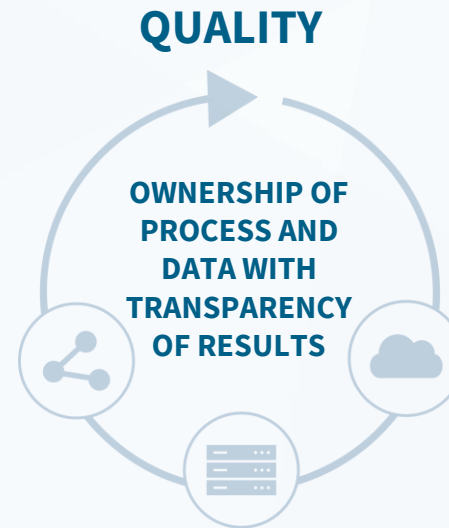 QUALITY
OWNERSHIP OF
PROCESS AND
DATA WITH
TRANSPARENCY
OF RESULTS